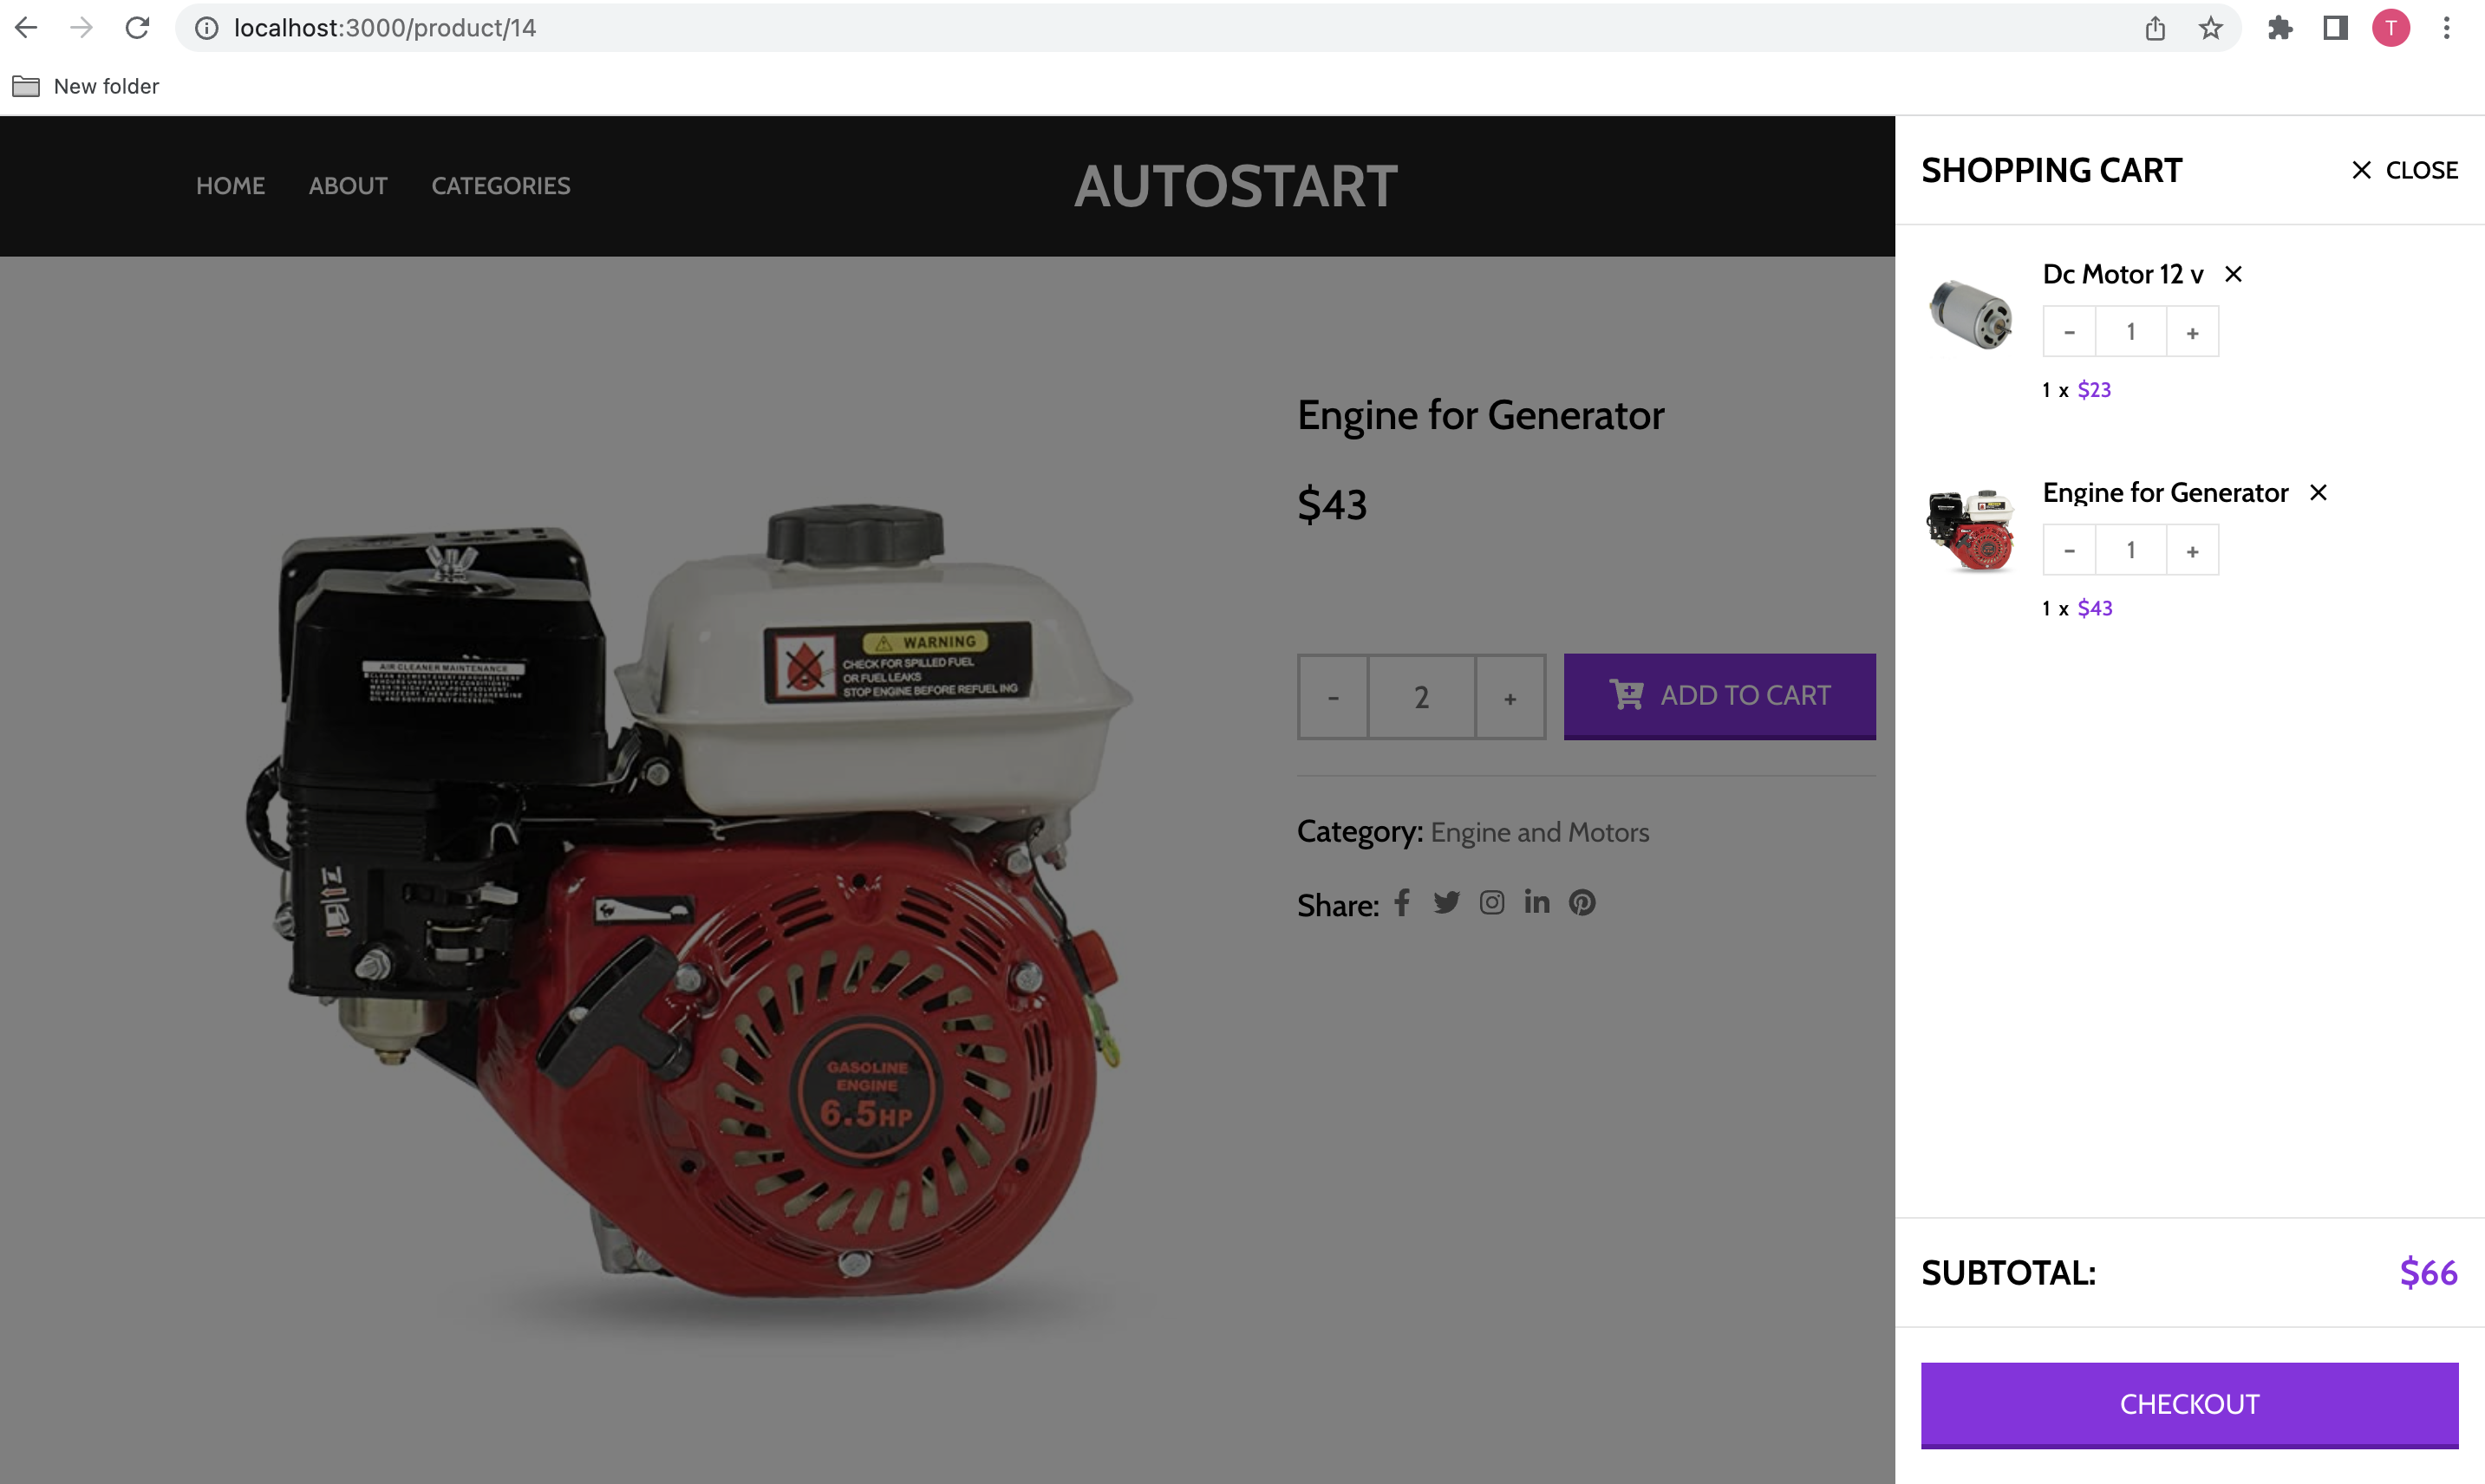 localhost:3000/product/14
T
New folder
HOME ABOUT CATEGORIES
AUTOSTART
Engine for Generator
$43
- 2 +
ADD TO CART
Category: Engine and Motors
Share:
WARNING
CHECK FOR SPILLED FUEL
OR FUEL LEAKS
STOP ENGINE BEFORE REFUELING
AIR CLEANER MAINTENANCE
GASOLINE
ENGINE
6.5HP
SHOPPING CART
CLOSE
Dc Motor 12 v
- 1 +
1 x $23
Engine for Generator
- 1 +
1 x $43
SUBTOTAL: $66
CHECKOUT